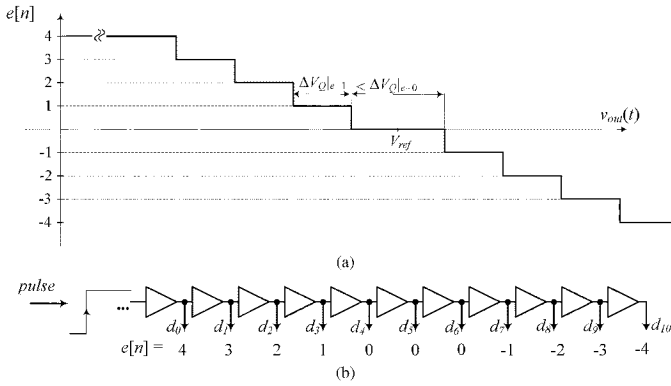 e[n]
4
3
2
1
-1
-2
-3
-4
ΔV_Q|e=1 < ΔV_Q|e=0
v_out(t)
V_ref
(a)
pulse
...
d_0 d_1 d_2 d_3 d_4 d_5 d_6 d_7 d_8 d_9 d_10
e[n] = 4 3 2 1 0 0 0 -1 -2 -3 -4
(b)